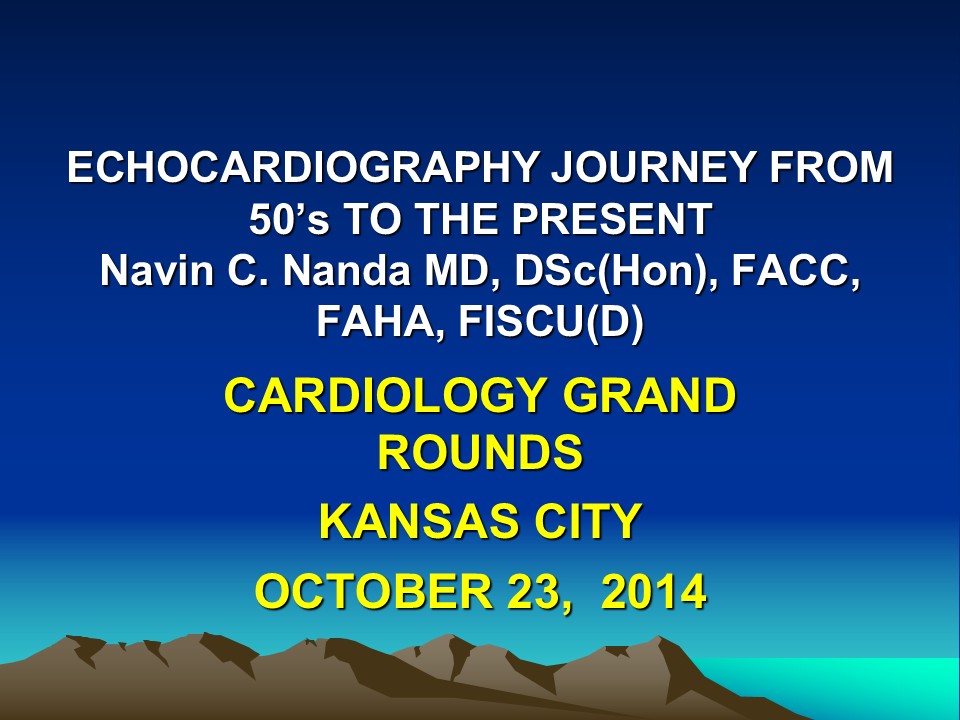 ECHOCARDIOGRAPHY JOURNEY FROM
50’s TO THE PRESENT
Navin C. Nanda MD, DSc(Hon), FACC,
FAHA, FISCU(D)
CARDIOLOGY GRAND
ROUNDS
KANSAS CITY
OCTOBER 23, 2014